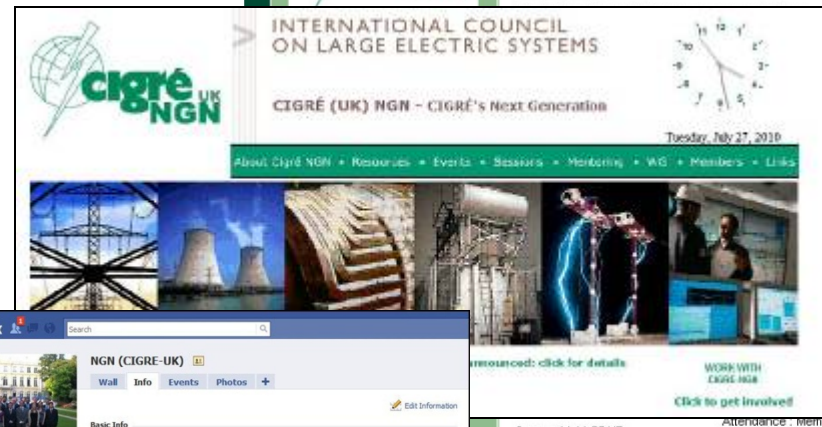 INTERNATIONAL COUNCIL
ON LARGE ELECTRIC SYSTEMS
cigré UK
NGN
CIGRÉ (UK) NGN - CIGRÉ's Next Generation
Tuesday, July 27, 2010
About Cigré NGN • Resources • Events • Sessions • Mentoring • WG • Members • Links
announced: click for details
WORK WITH
CIGRE NGN
Click to get involved
Search
NGN (CIGRE-UK)
Wall Info Events Photos +
Edit Information
Basic Info
Attendance : Mem